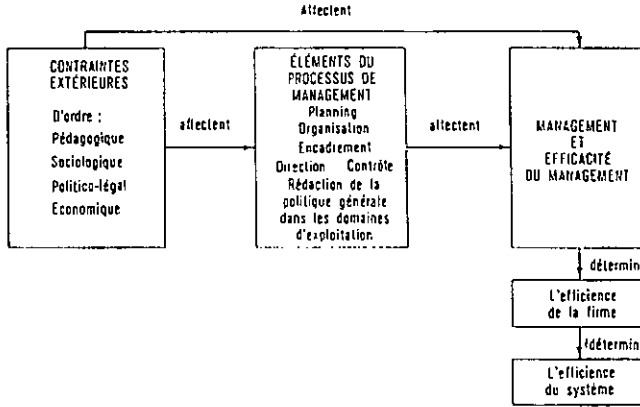 Affectent
CONTRAINTES
EXTÉRIEURES
D'ordre :
Pédagogique
Sociologique
Politico-légal
Economique
affectent
ÉLÉMENTS DU
PROCESSUS DE
MANAGEMENT
Planning
Organisation
Encadrement
Direction Contrôle
Rédaction de la
politique générale
dans les domaines
d'exploitation.
affectent
MANAGEMENT
ET
EFFICACITÉ
DU MANAGEMENT
détermin
L'efficience
de la firme
détermin
L'efficience
du système